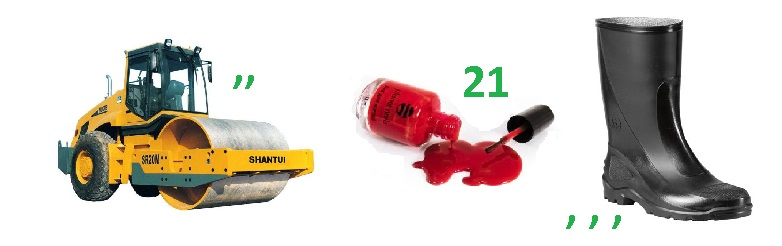 ,,
21
SR20M
SHANTUI
, , ,